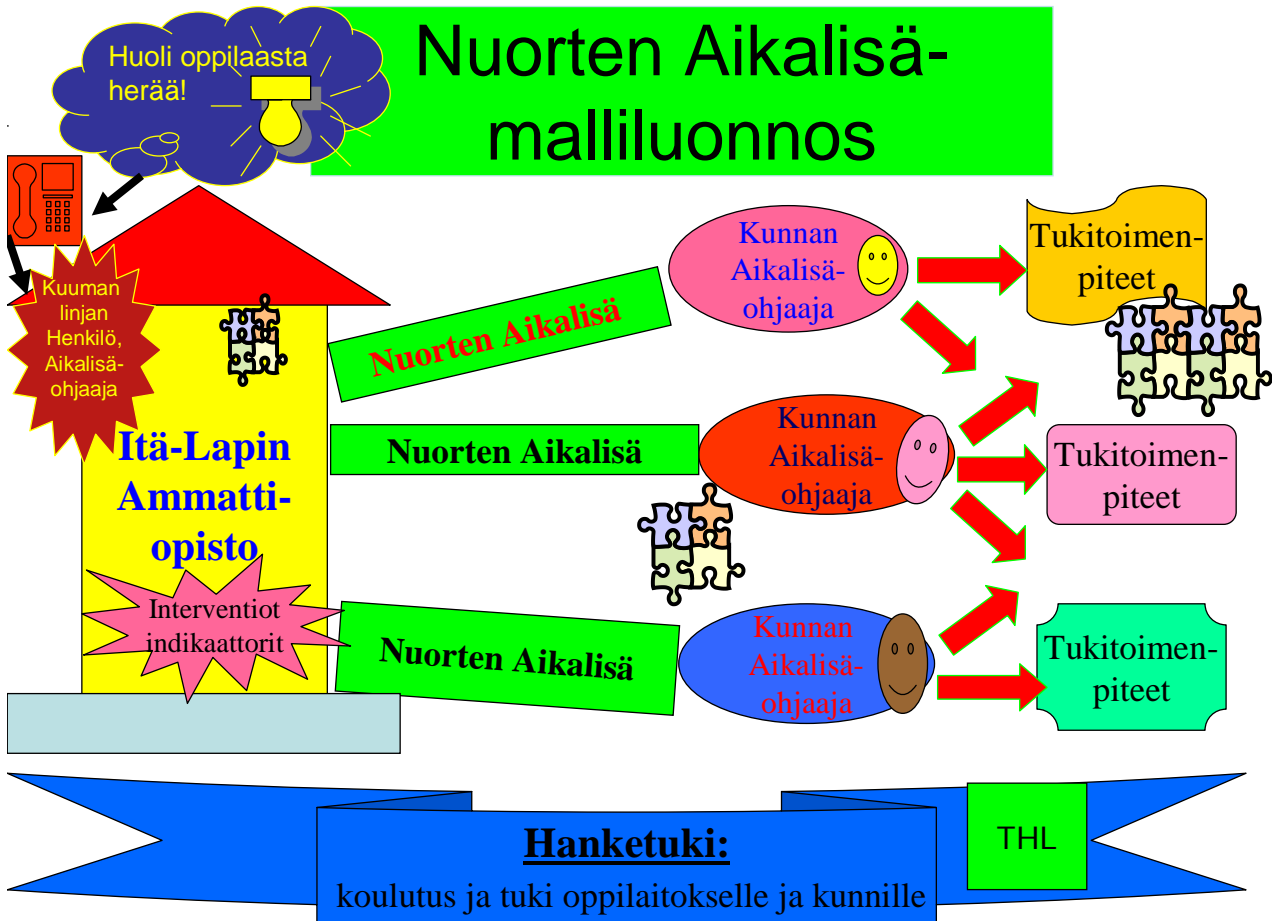 Huoli oppilaasta
herää!
Nuorten Aikalisä-
malliluonnos
Kuuman
linjan
Henkilö,
Aikalisä-
ohjaaja
Itä-Lapin
Ammatti-
opisto
Interventiot
indikaattorit
Nuorten Aikalisä
Kunnan
Aikalisä-
ohjaaja
Tukitoimen-
piteet
Nuorten Aikalisä
Kunnan
Aikalisä-
ohjaaja
Tukitoimen-
piteet
Nuorten Aikalisä
Kunnan
Aikalisä-
ohjaaja
Tukitoimen-
piteet
Hanketuki:
koulutus ja tuki oppilaitokselle ja kunnille
THL